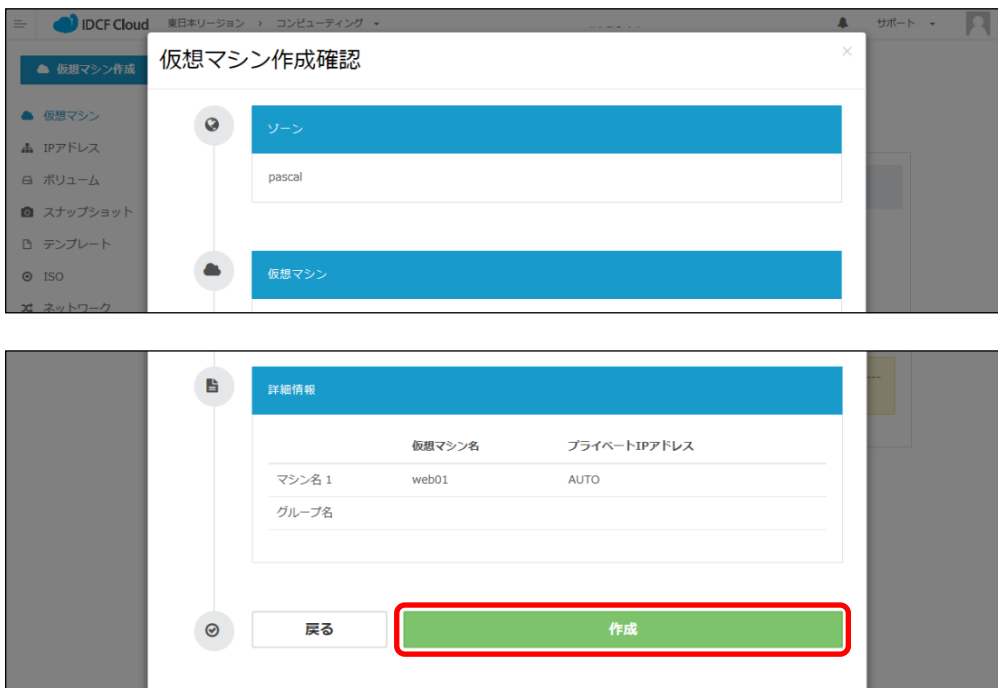 IDCF Cloud 東日本リージョン > コンピューティング サポート
仮想マシン作成
仮想マシン作成確認 ×
仮想マシン
IPアドレス
ボリューム
スナップショット
テンプレート
ISO
ネットワーク
ソーン
pascal
仮想マシン
詳細情報
仮想マシン名 プライベートIPアドレス
マシン名 1 web01 AUTO
グループ名
戻る 作成